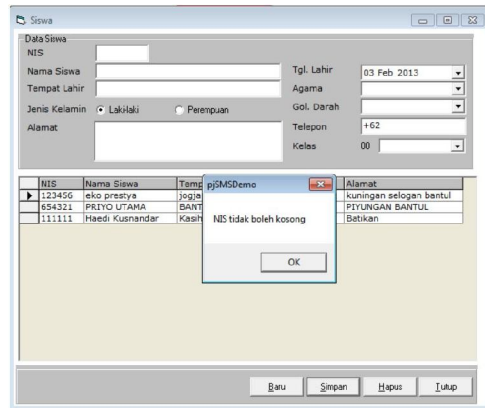 Siswa
Data Siswa
NIS
Nama Siswa
Tempat Lahir
Jenis Kelamin Laki-laki Perempuan
Alamat
Tgl. Lahir 03 Feb 2013
Agama
Gol. Darah
Telepon +62
Kelas 00
NIS Nama Siswa Temp Alamat
123456 eko prestya jogja kuningan selogan bantul
654321 PRIYO UTAMA BANT PIYUNGAN BANTUL
111111 Haedi Kusnandar Kasih Batikan
pjSMSDemo
NIS tidak boleh kosong
OK
Baru Simpan Hapus Tutup